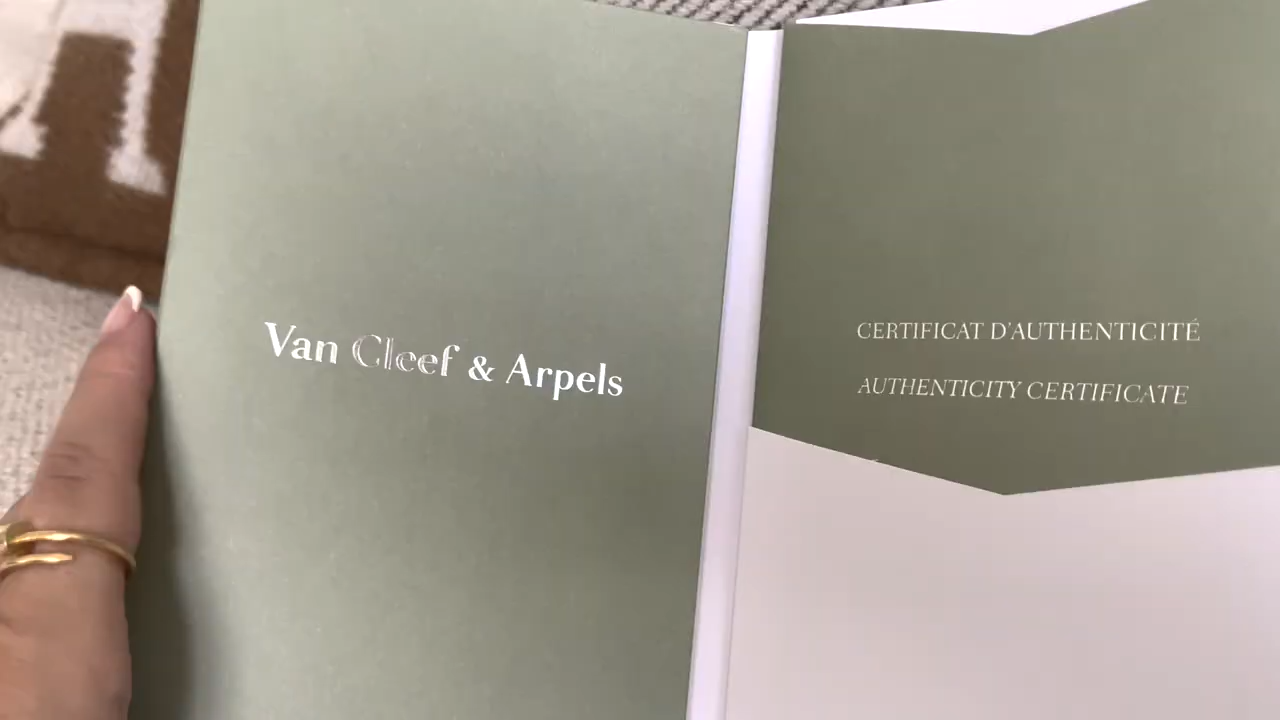 Van Cleef & Arpels
CERTIFICAT D'AUTHENTICITÉ
AUTHENTICITY CERTIFICATE